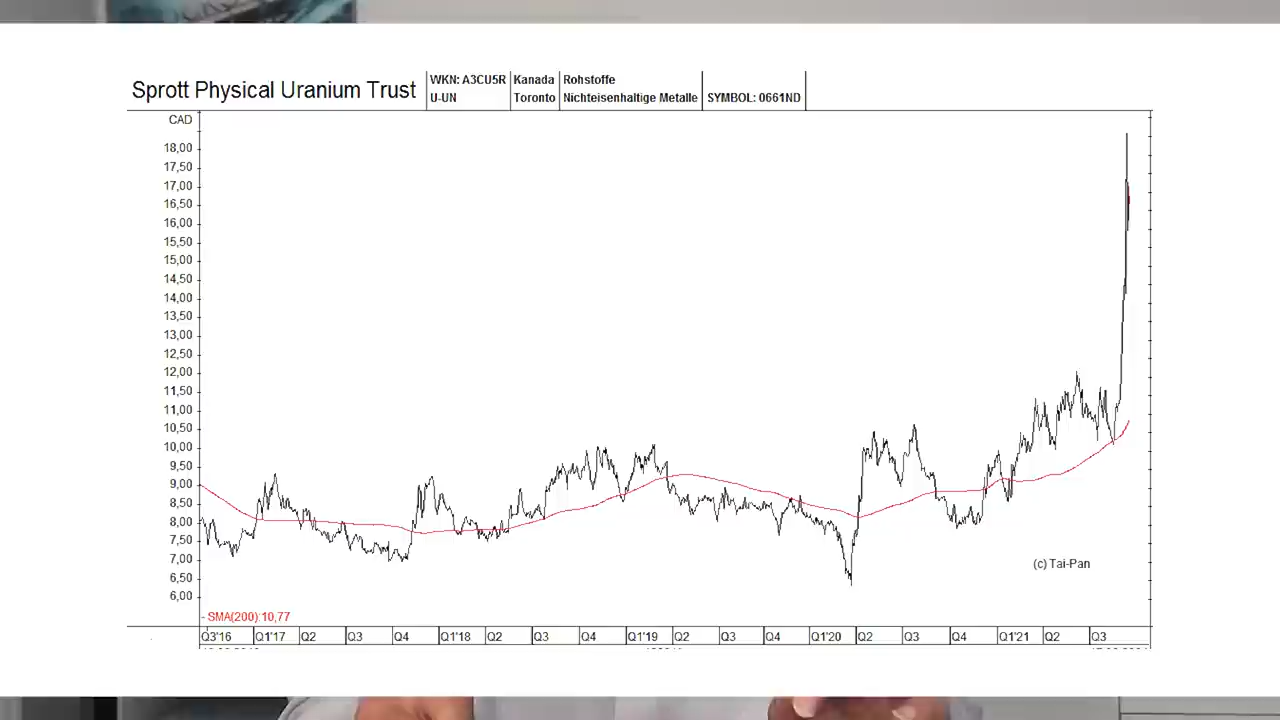 Sprott Physical Uranium Trust
WKN: A3CU5R
U-UN
Kanada
Toronto
Rohstoffe
Nichteisenhaltige Metalle
SYMBOL: 0661ND
CAD
18,00
17,50
17,00
16,50
16,00
15,50
15,00
14,50
14,00
13,50
13,00
12,50
12,00
11,50
11,00
10,50
10,00
9,50
9,00
8,50
8,00
7,50
7,00
6,50
6,00
(c) Tai-Pan
- SMA(200):10,77
Q3'16 Q1'17 Q2 Q3 Q4 Q1'18 Q2 Q3 Q4 Q1'19 Q2 Q3 Q4 Q1'20 Q2 Q3 Q4 Q1'21 Q2 Q3